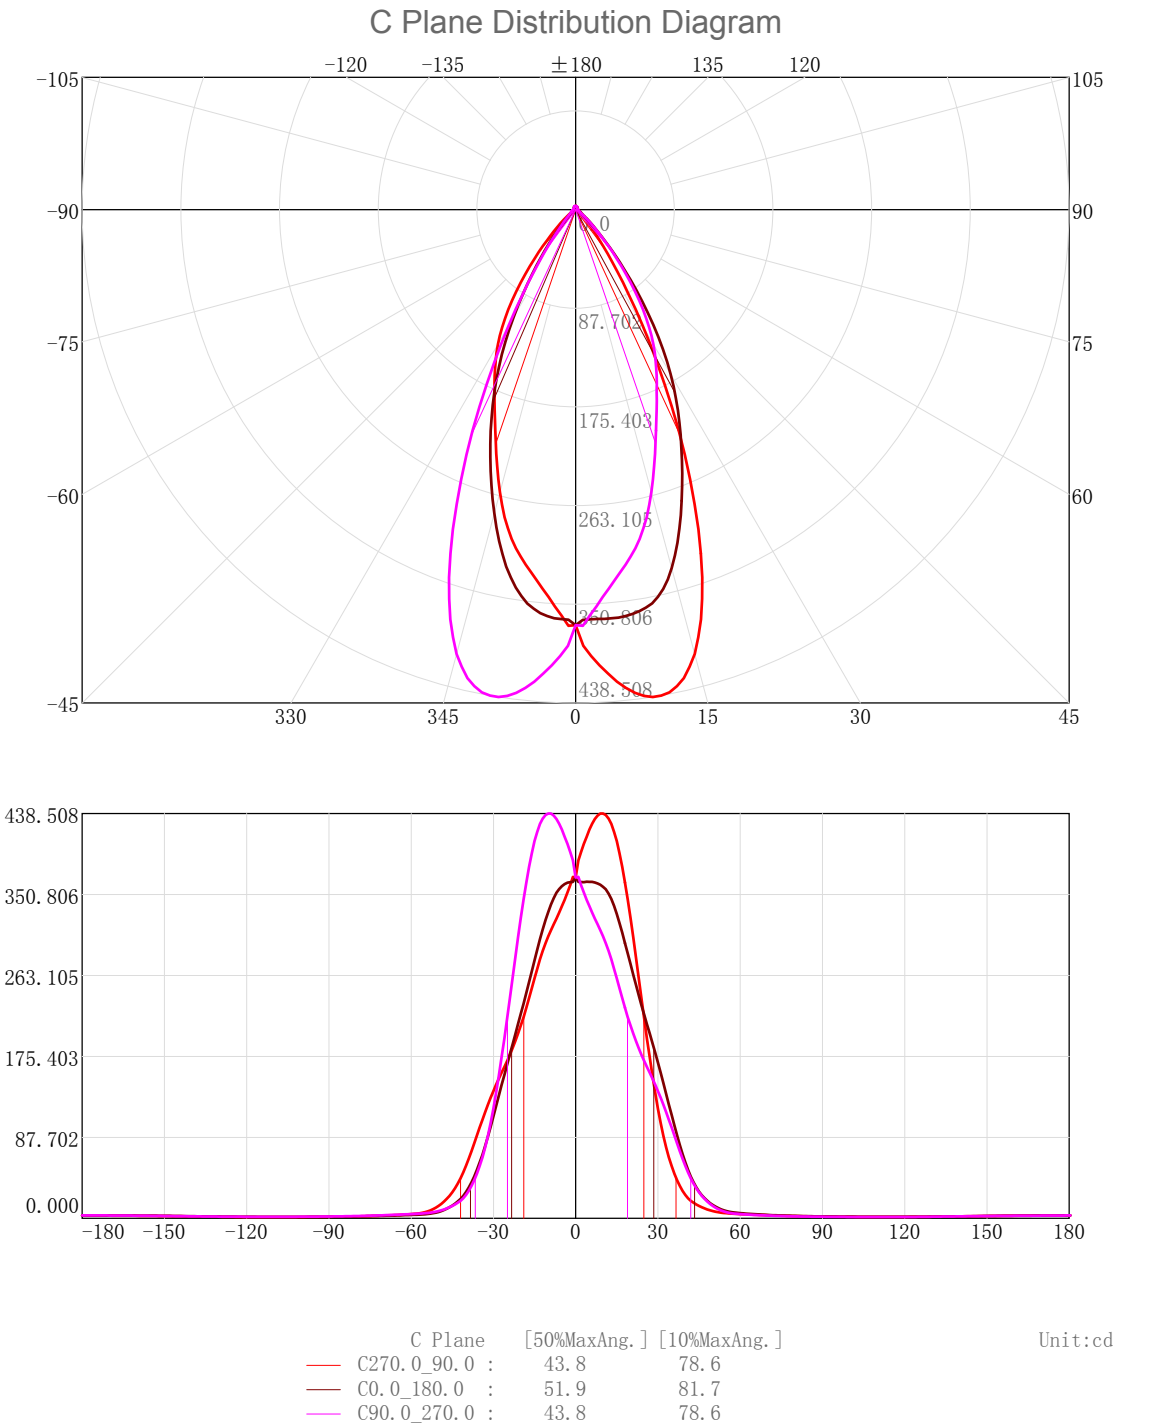 C Plane Distribution Diagram
-120 -135 ±180 135 120
-105 105
-90 90
0
87.702
-75 75
175.403
-60 60
263.105
350.806
438.508
-45
330 345 0 15 30 45
438.508
350.806
263.105
175.403
87.702
0.000
-180 -150 -120 -90 -60 -30 0 30 60 90 120 150 180
C Plane [50%MaxAng.] [10%MaxAng.] Unit:cd
C270.0_90.0 : 43.8 78.6
C0.0_180.0 : 51.9 81.7
C90.0_270.0 : 43.8 78.6